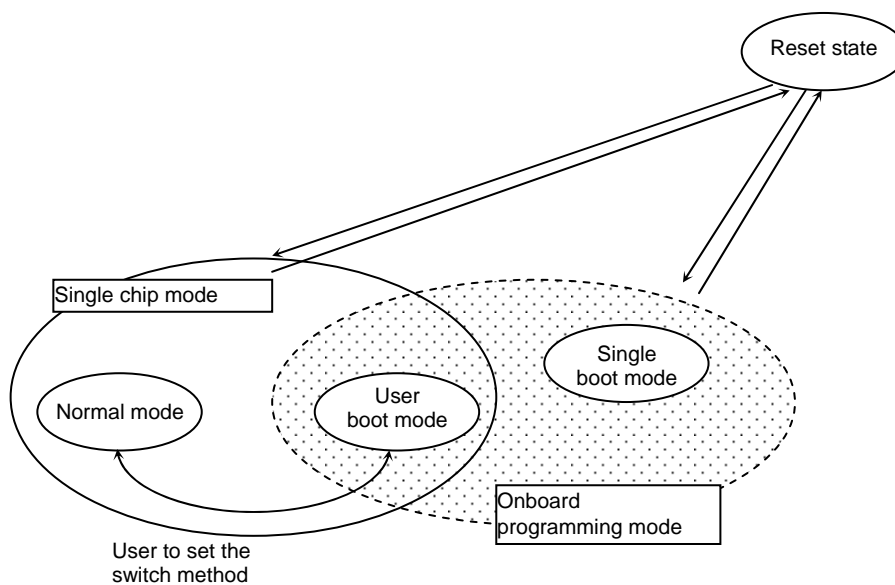 Reset state
Single chip mode
Single
boot mode
Normal mode
User
boot mode
Onboard
programming mode
User to set the
switch method